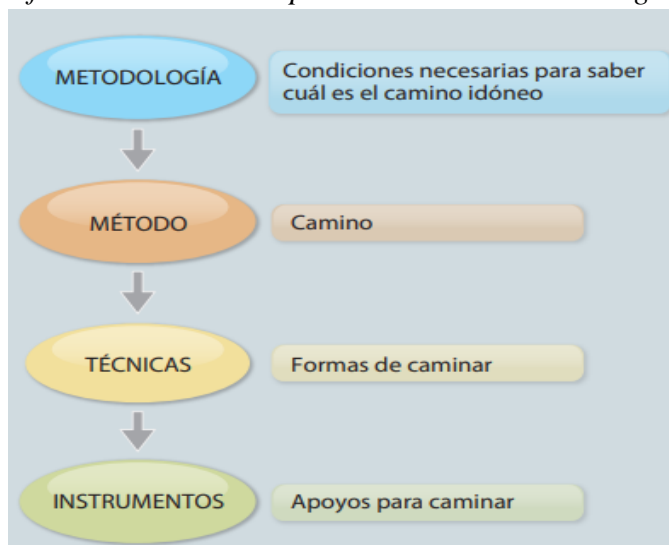 METODOLOGÍA
Condiciones necesarias para saber
cuál es el camino idóneo
MÉTODO
Camino
TÉCNICAS
Formas de caminar
INSTRUMENTOS
Apoyos para caminar